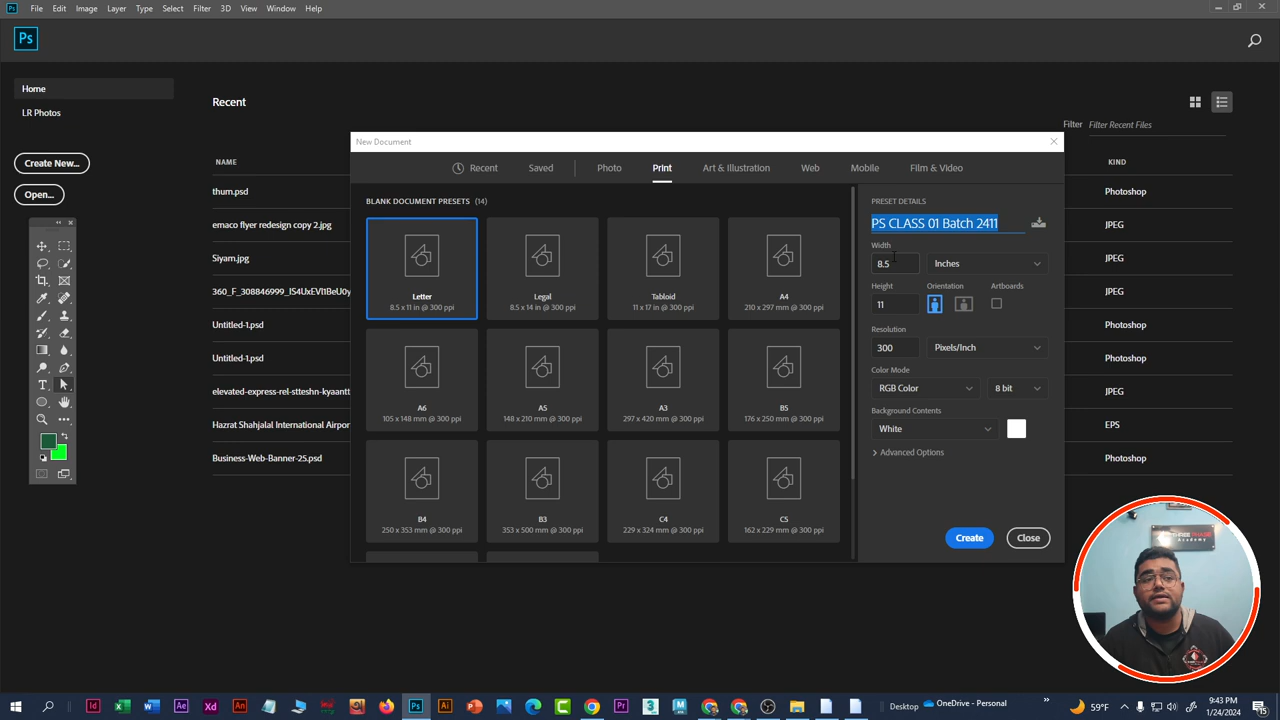 Ps File Edit Image Layer Type Select Filter 3D View Window Help
Ps
Home
LR Photos
Create New...
Open...
Recent
Filter Filter Recent Files
NAME
KIND
thum.psd
Photoshop
emaco flyer redesign copy 2.jpg
JPEG
Siyam.jpg
JPEG
JPEG
Untitled-1.psd
Photoshop
Untitled-1.psd
Photoshop
JPEG
Hazrat Shahjalal International Airpor
EPS
Business-Web-Banner-25.psd
Photoshop
New Document
Recent Saved Photo Print Art & Illustration Web Mobile Film & Video
BLANK DOCUMENT PRESETS (14)
Letter
8.5 x 11 in @ 300 ppi
Legal
8.5 x 14 in @ 300 ppi
Tabloid
11 x 17 in @ 300 ppi
A4
210 x 297 mm @ 300 ppi
A6
105 x 148 mm @ 300 ppi
A5
148 x 210 mm @ 300 ppi
A3
297 x 420 mm @ 300 ppi
B5
176 x 250 mm @ 300 ppi
B4
250 x 353 mm @ 300 ppi
B3
353 x 500 mm @ 300 ppi
C4
229 x 324 mm @ 300 ppi
C5
162 x 229 mm @ 300 ppi
PRESET DETAILS
PS CLASS 01 Batch 2411
Width
8.5 Inches
Height Orientation Artboards
11
Resolution
300 Pixels/Inch
Color Mode
RGB Color 8 bit
Background Contents
White
Advanced Options
Create Close
Academy
Desktop
OneDrive - Personal
59°F
9:43 PM
1/24/2024